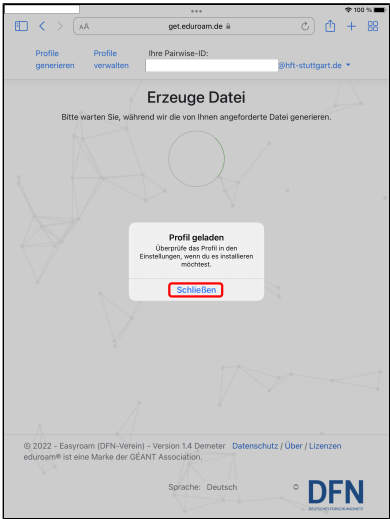 100 %
AA
get.eduroam.de
Profile generieren
Profile verwalten
Ihre Pairwise-ID:
@hft-stuttgart.de
Erzeuge Datei
Bitte warten Sie, während wir die von Ihnen angeforderte Datei generieren.
Profil geladen
Überprüfe das Profil in den
Einstellungen, wenn du es installieren
möchtest.
Schließen
© 2022 - Easyroam (DFN-Verein) - Version 1.4 Demeter Datenschutz / Über / Lizenzen
eduroam® ist eine Marke der GÉANT Association.
Sprache: Deutsch
DFN
DEUTSCHES FORSCHUNGSNETZ